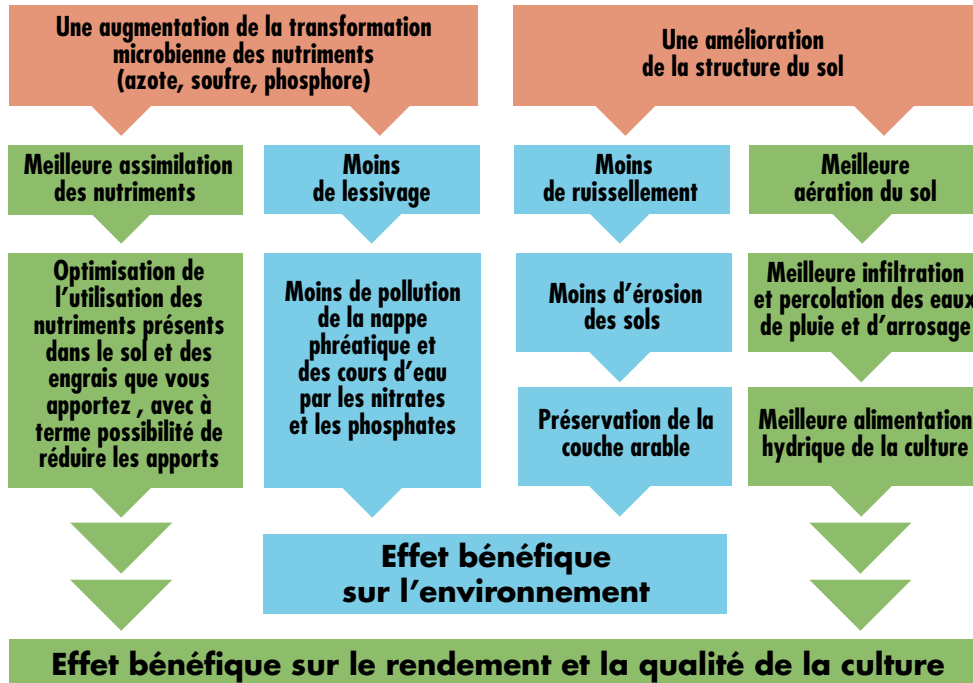 Une augmentation de la transformation
microbienne des nutriments
(azote, soufre, phosphore)
Une amélioration
de la structure du sol
Meilleure assimilation
des nutriments
Moins
de lessivage
Moins
de ruissellement
Meilleure
aération du sol
Optimisation de
l'utilisation des
nutriments présents
dans le sol et des
engrais que vous
apportez , avec à
terme possibilité de
réduire les apports
Moins de pollution
de la nappe
phréatique et
des cours d'eau
par les nitrates
et les phosphates
Moins d'érosion
des sols
Meilleure infiltration
et percolation des eaux
de pluie et d'arrosage
Préservation de la
couche arable
Meilleure alimentation
hydrique de la culture
Effet bénéfique
sur l'environnement
Effet bénéfique sur le rendement et la qualité de la culture